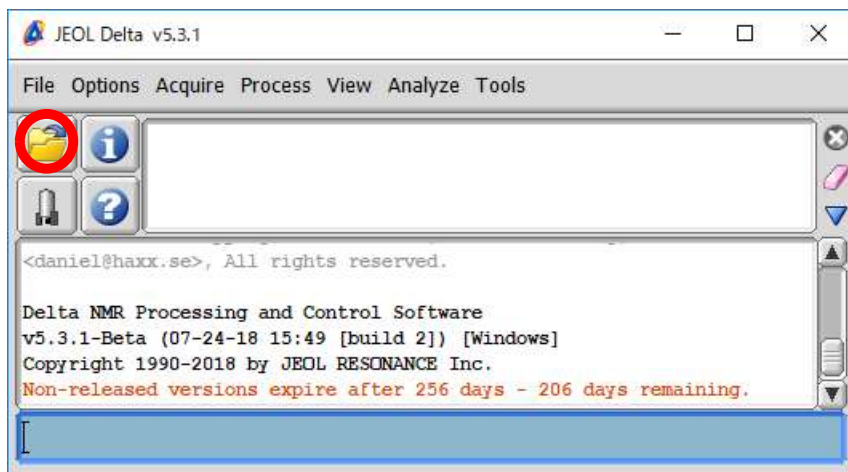 JEOL Delta v5.3.1
File Options Acquire Process View Analyze Tools
<daniel@haxx.se>, All rights reserved.
Delta NMR Processing and Control Software
v5.3.1-Beta (07-24-18 15:49 [build 2]) [Windows]
Copyright 1990-2018 by JEOL RESONANCE Inc.
Non-released versions expire after 256 days - 206 days remaining.